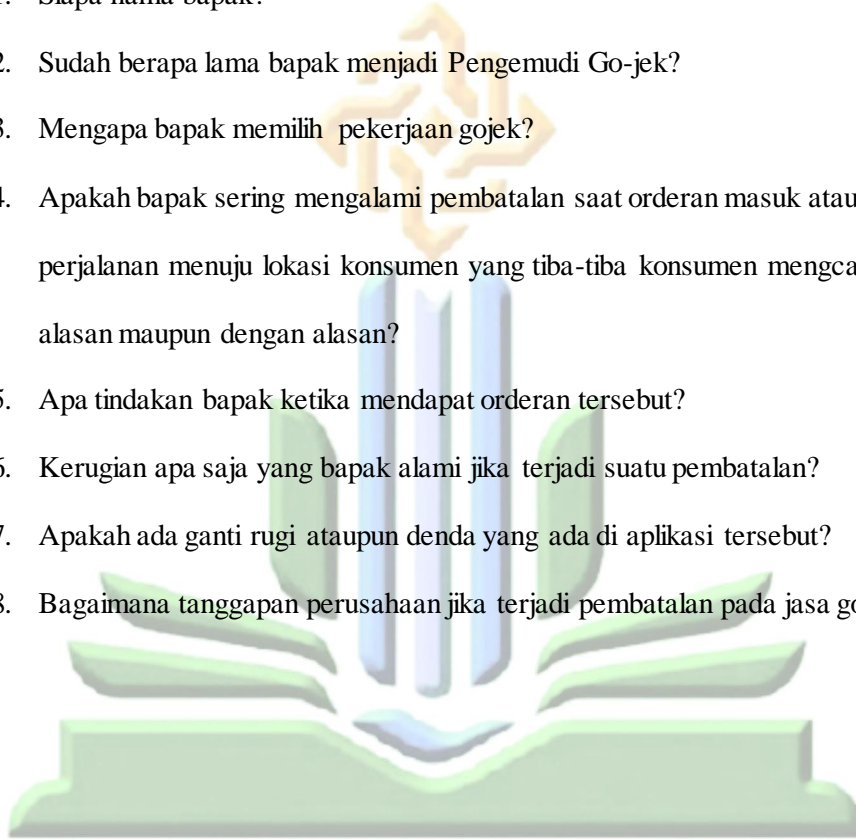 Siapa nama bapak?
2. Sudah berapa lama bapak menjadi Pengemudi Go-jek?
3. Mengapa bapak memilih pekerjaan gojek?
4. Apakah bapak sering mengalami pembatalan saat orderan masuk atau
perjalanan menuju lokasi konsumen yang tiba-tiba konsumen
alasan maupun dengan alasan?
5. Apa tindakan bapak ketika mendapat orderan tersebut?
6. Kerugian apa saja yang bapak alami jika terjadi suatu pembatalan?
7. Apakah ada ganti rugi ataupun denda yang ada di aplikasi tersebut?
8. Bagaimana tanggapan perusahaan jika terjadi pembatalan pada jasa